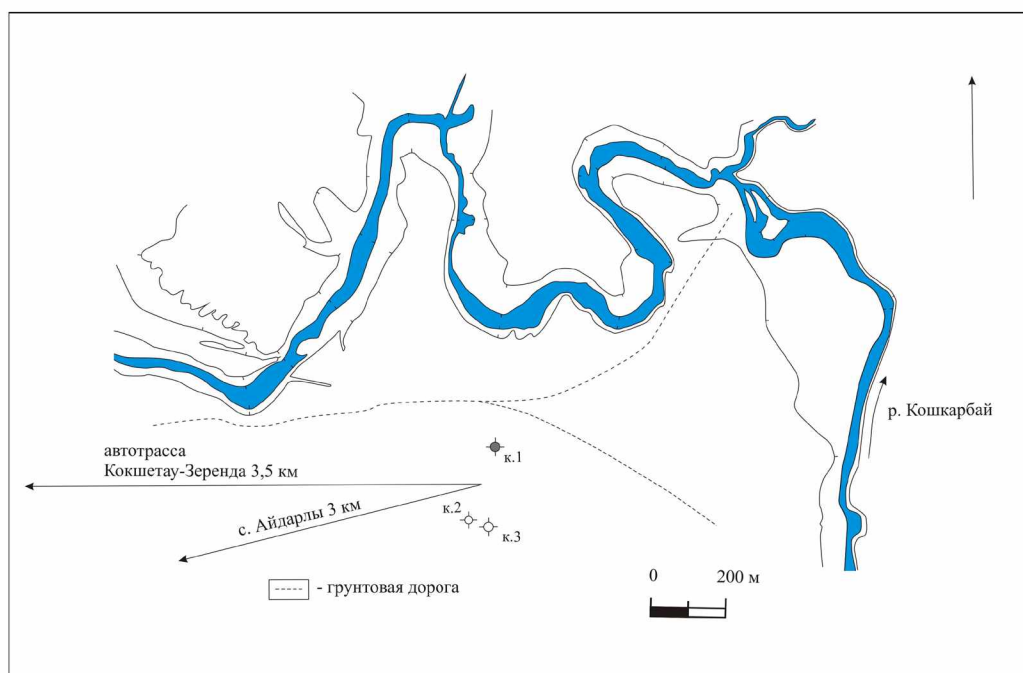 р. Кошкарбай
автотрасса
Кокшетау-Зеренда 3,5 км
к.1
с. Айдарлы 3 км
к.2
к.3
0 200 м
- грунтовая дорога